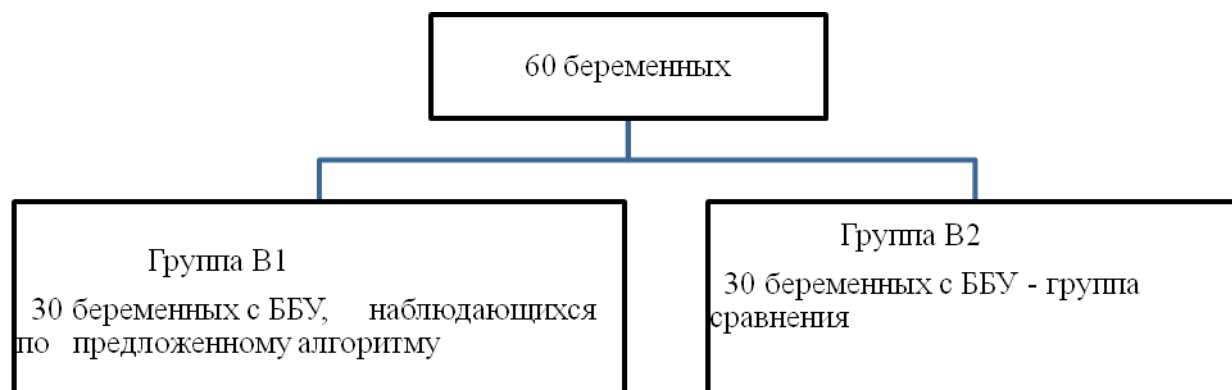 60 беременных
Группа В1
30 беременных с ББУ, наблюдающихся
по предложенному алгоритму
Группа В2
30 беременных с ББУ - группа
сравнения